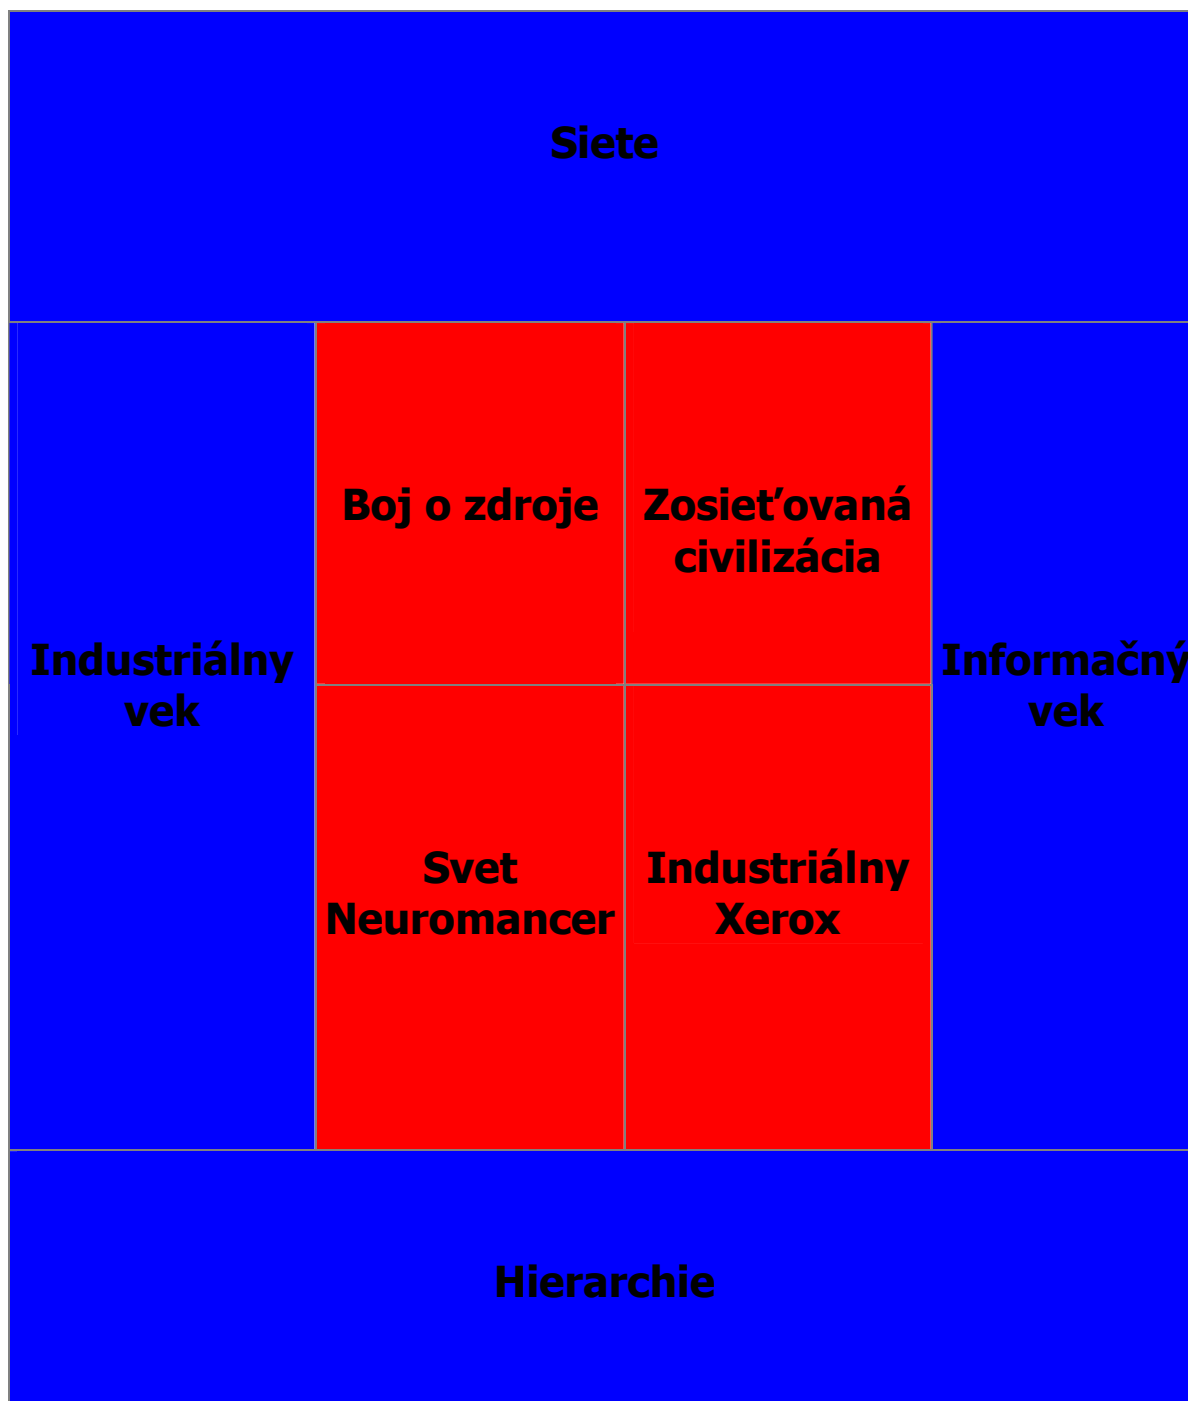 Siete
Boj o zdroje
Zosieťovaná
civilizácia
Industriálny
vek
Informačný
vek
Svet
Neuromancer
Industriálny
Xerox
Hierarchie